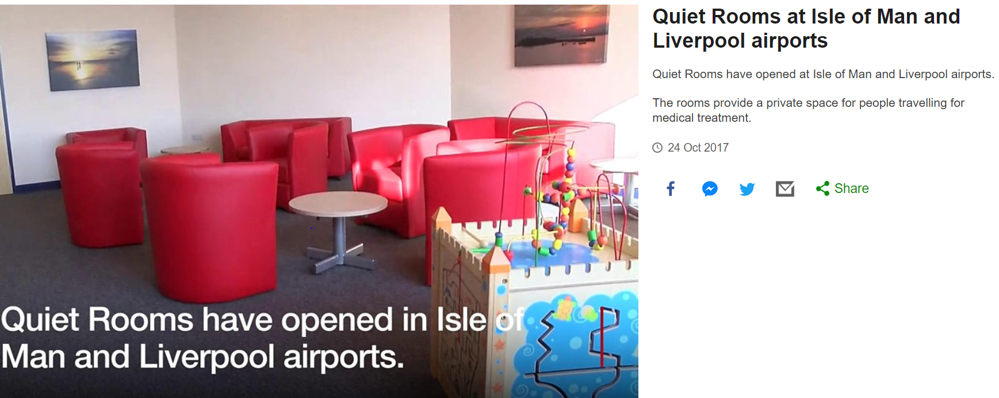 Quiet Rooms have opened in Isle of
Man and Liverpool airports.
Quiet Rooms at Isle of Man and
Liverpool airports
Quiet Rooms have opened at Isle of Man and Liverpool airports.
The rooms provide a private space for people travelling for
medical treatment.
24 Oct 2017
Share